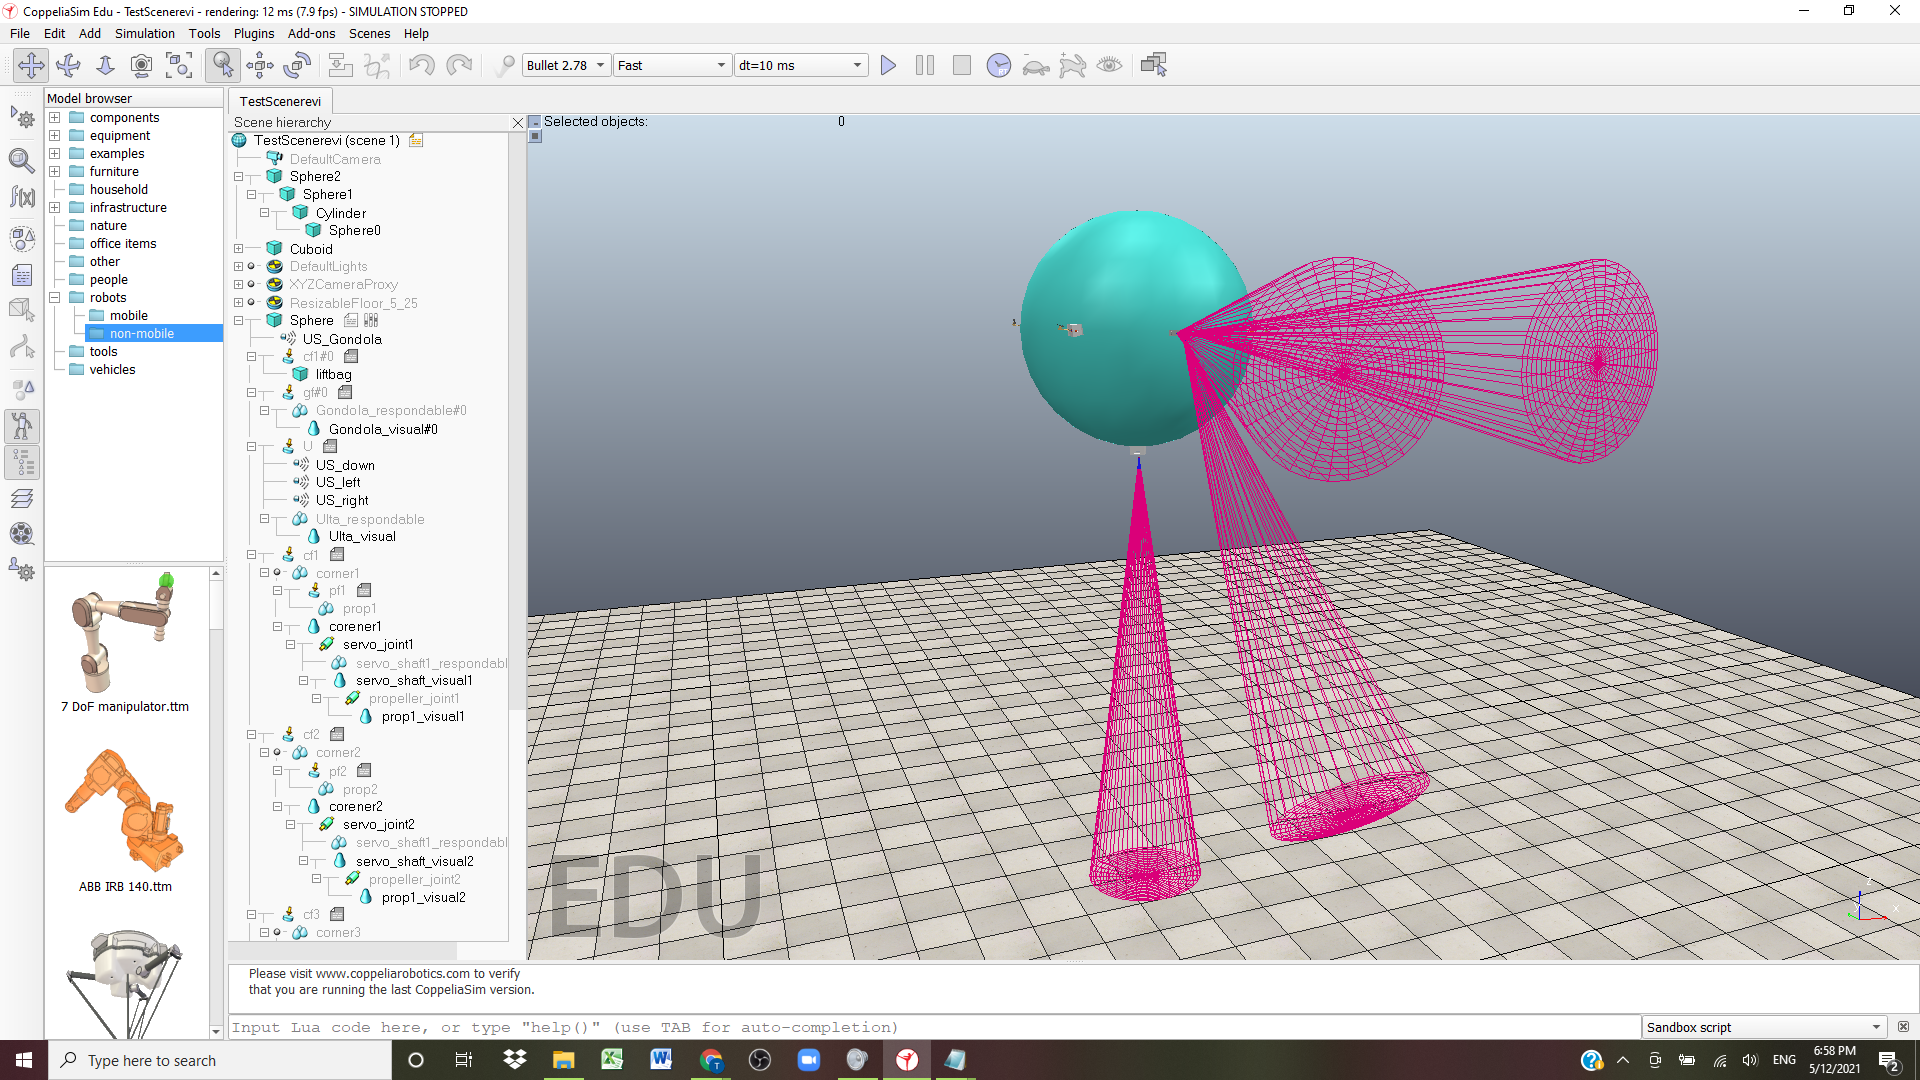 CoppeliaSim Edu - TestScenerevi - rendering: 12 ms (7.9 fps) - SIMULATION STOPPED
File Edit Add Simulation Tools Plugins Add-ons Scenes Help
Bullet 2.78 Fast dt=10 ms
Model browser
components
equipment
examples
furniture
household
infrastructure
nature
office items
other
people
robots
mobile
non-mobile
tools
vehicles
7 DoF manipulator.ttm
ABB IRB 140.ttm
TestScenerevi
Scene hierarchy
TestScenerevi (scene 1)
DefaultCamera
Sphere2
Sphere1
Cylinder
Sphere0
Cuboid
DefaultLights
XYZCameraProxy
ResizableFloor_5_25
Sphere
US_Gondola
cf1#0
liftbag
gf#0
Gondola_respondable#0
Gondola_visual#0
U
US_down
US_left
US_right
Ulta_respondable
Ulta_visual
cf1
corner1
pf1
prop1
corener1
servo_joint1
servo_shaft1_respondabl
servo_shaft_visual1
propeller_joint1
prop1_visual1
cf2
corner2
pf2
prop2
corener2
servo_joint2
servo_shaft1_respondabl
servo_shaft_visual2
propeller_joint2
prop1_visual2
cf3
corner3
Selected objects: 0
EDU
Please visit www.coppeliarobotics.com to verify
that you are running the last CoppeliaSim version.
Input Lua code here, or type "help()" (use TAB for auto-completion)
Sandbox script
Type here to search
ENG
6:58 PM
5/12/2021
2